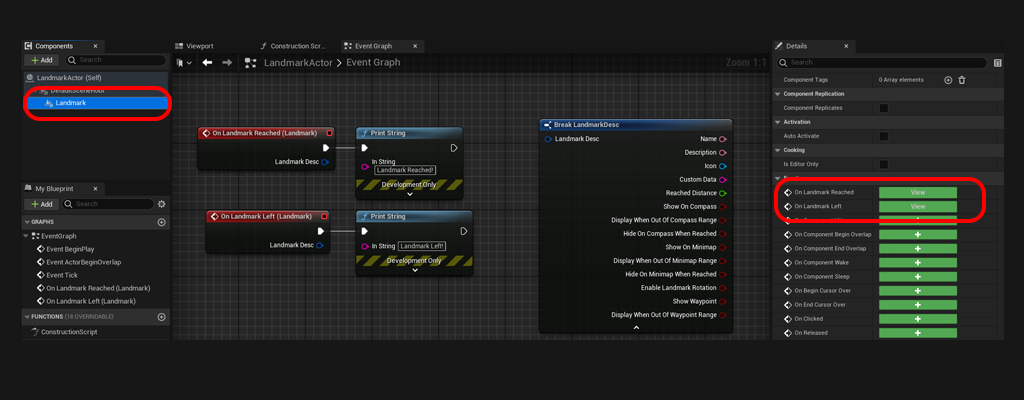 Components
Add
Search
LandmarkActor (Self)
DefaultSceneRoot
Landmark
My Blueprint
Add
Search
GRAPHS
EventGraph
Event BeginPlay
Event ActorBeginOverlap
Event Tick
On Landmark Reached (Landmark)
On Landmark Left (Landmark)
FUNCTIONS (18 OVERRIDABLE)
ConstructionScript
Viewport
Construction Scr...
Event Graph
LandmarkActor > Event Graph
Zoom 1:1
On Landmark Reached (Landmark)
Landmark Desc
Print String
In String
Landmark Reached!
Development Only
On Landmark Left (Landmark)
Landmark Desc
Print String
In String
Landmark Left!
Development Only
Break LandmarkDesc
Landmark Desc
Name
Description
Icon
Custom Data
Reached Distance
Show On Compass
Display When Out Of Compass Range
Hide On Compass When Reached
Show On Minimap
Display When Out Of Minimap Range
Hide On Minimap When Reached
Enable Landmark Rotation
Show Waypoint
Display When Out Of Waypoint Range
Details
Search
Component Tags
0 Array elements
Component Replication
Component Replicates
Activation
Auto Activate
Cooking
Is Editor Only
On Landmark Reached
View
On Landmark Left
View
On Component Begin Overlap
On Component End Overlap
On Component Wake
On Component Sleep
On Begin Cursor Over
On End Cursor Over
On Clicked
On Released